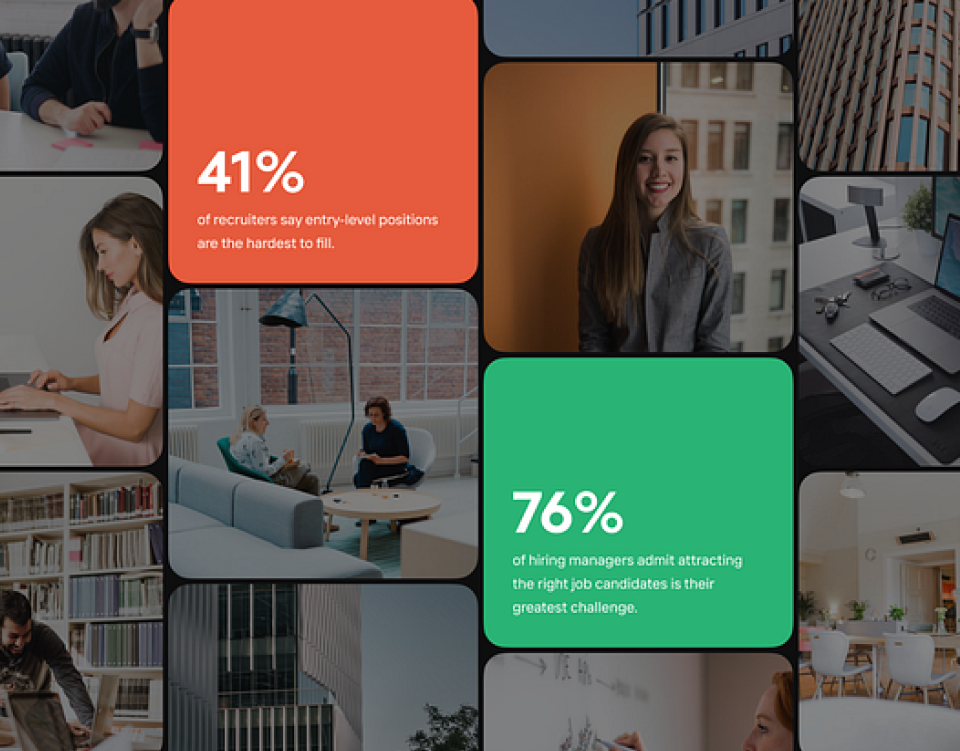 41%
of recruiters say entry-level positions
are the hardest to fill.
76%
of hiring managers admit attracting
the right job candidates is their
greatest challenge.